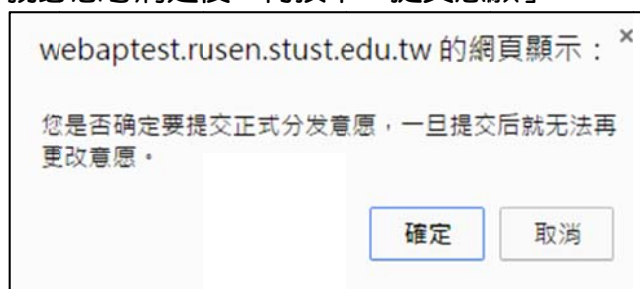 webaptest.rusen.stust.edu.tw 的網頁顯示：
×
您是否确定要提交正式分发意愿，一旦提交后就无法再
更改意愿。
確定
取消